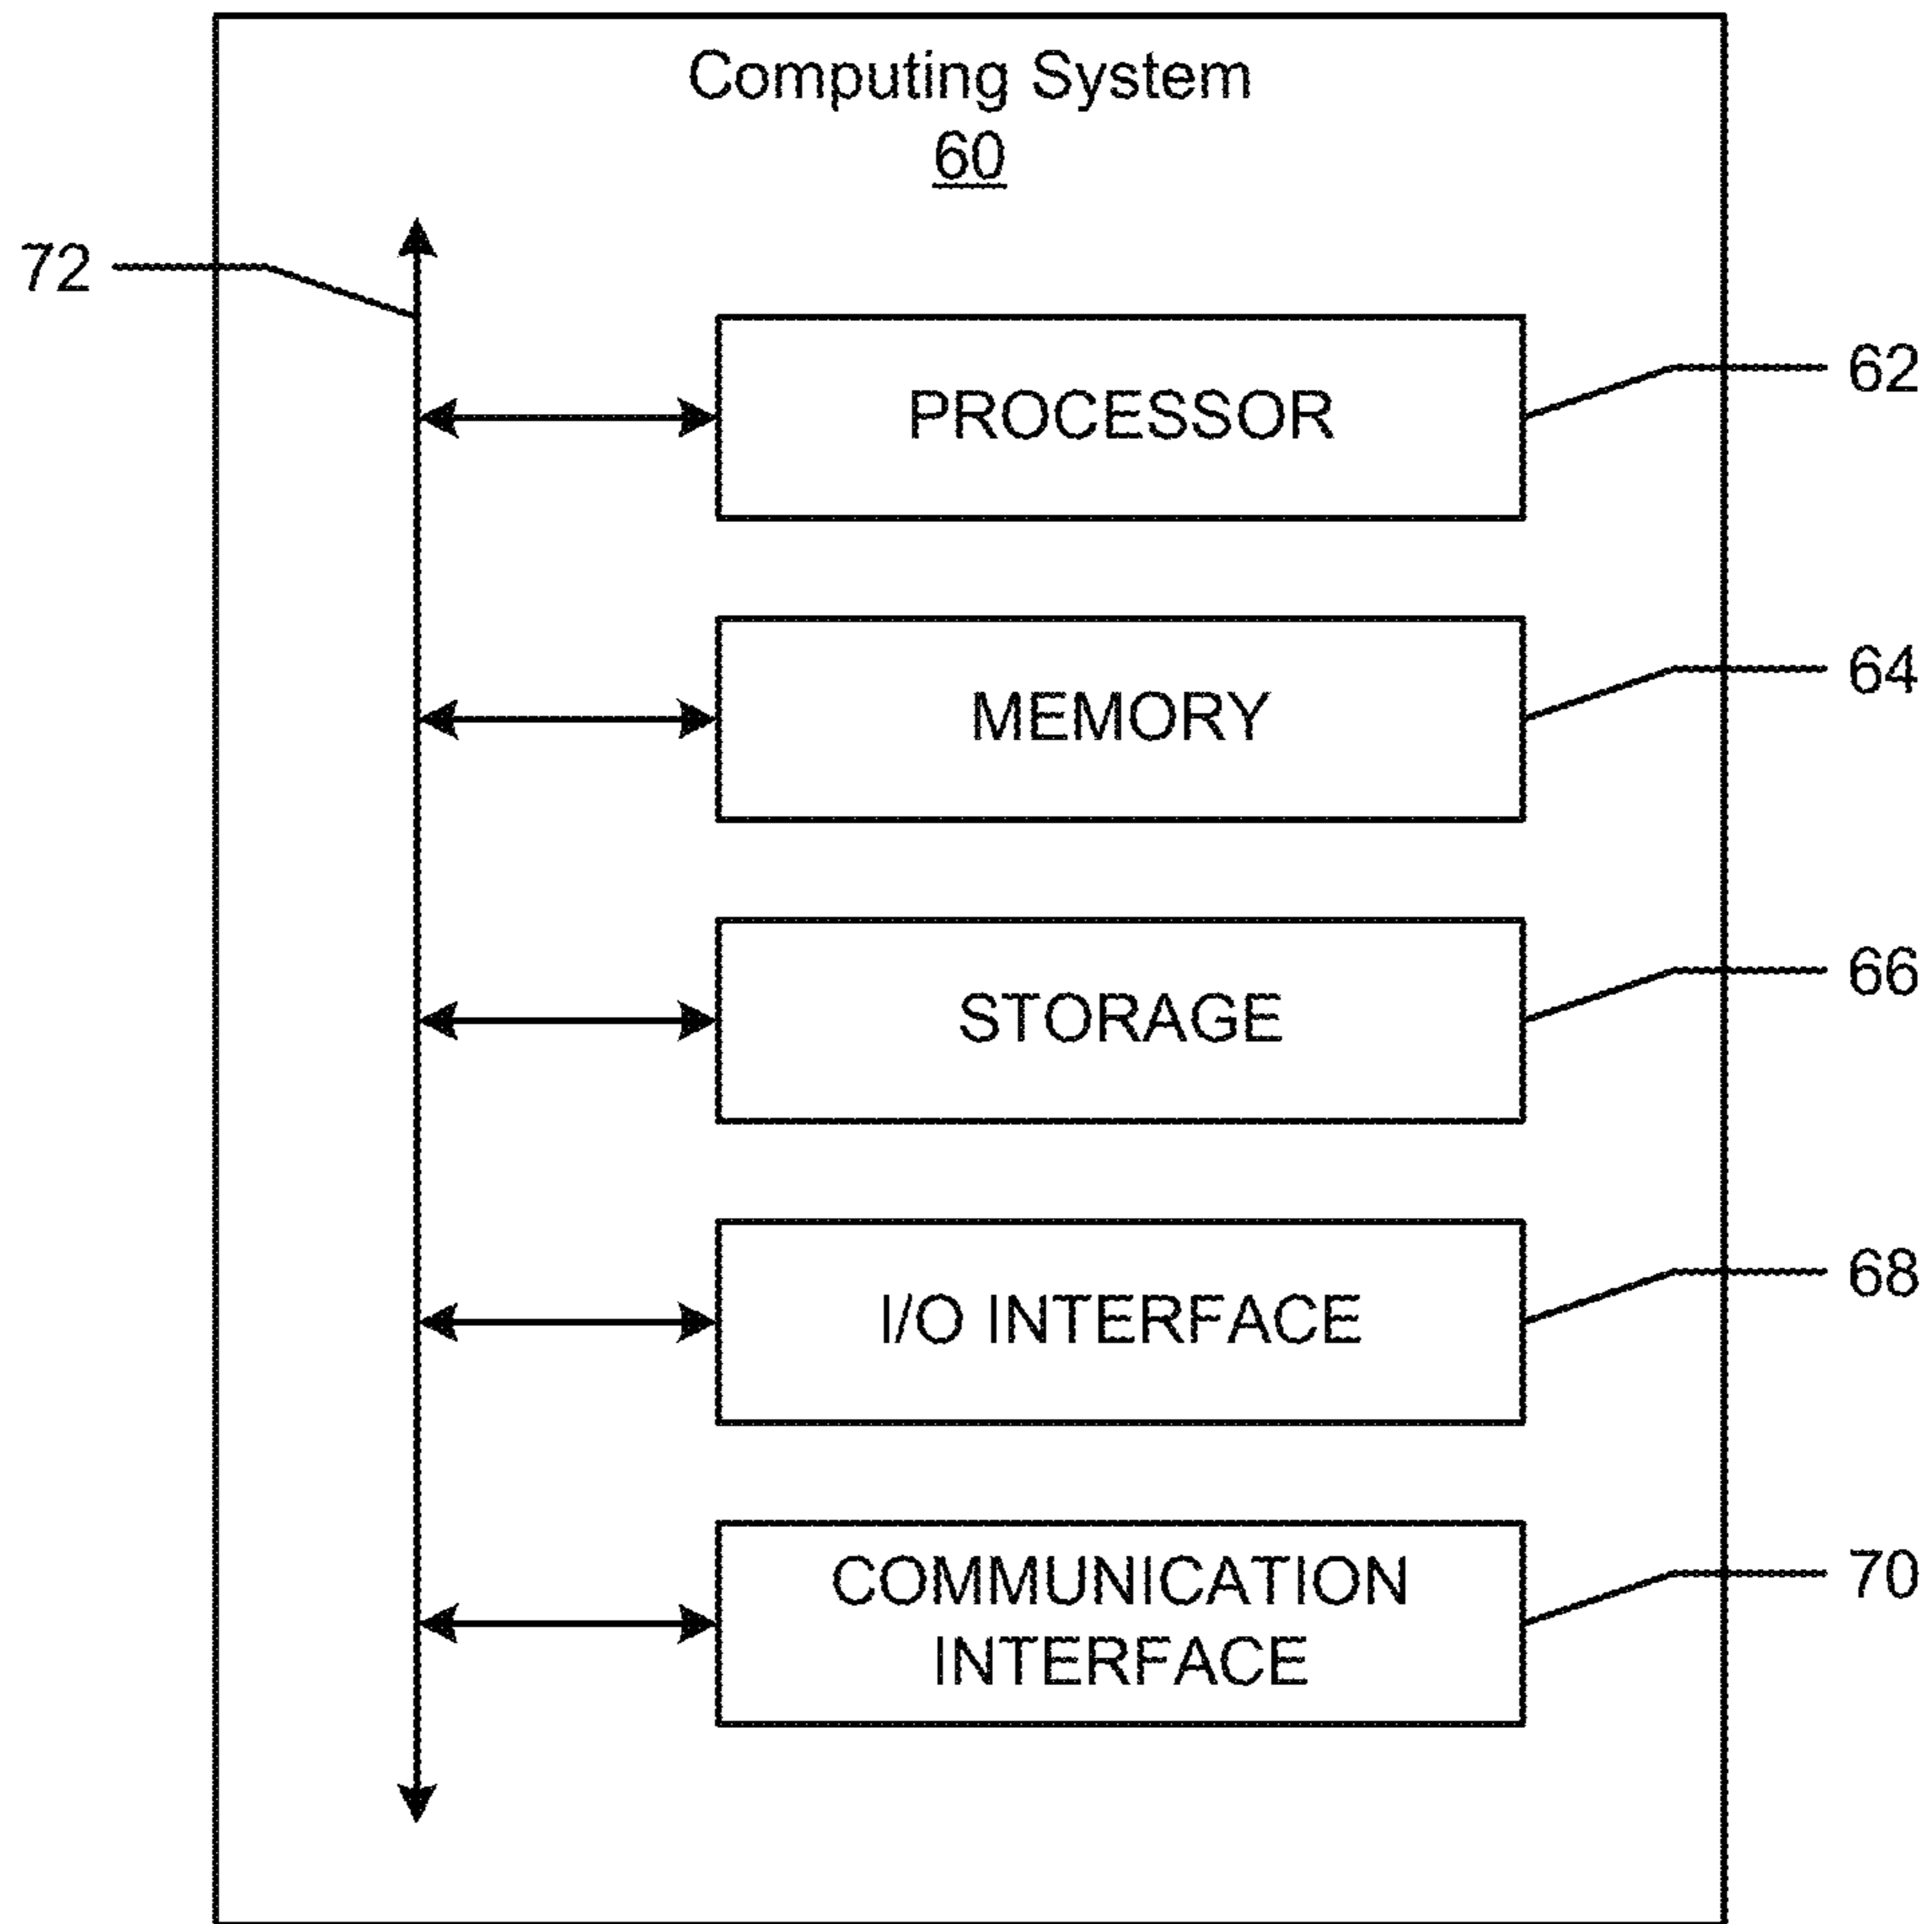 Computing System
60
72
PROCESSOR
62
MEMORY
64
STORAGE
66
I/O INTERFACE
68
COMMUNICATION
INTERFACE
70